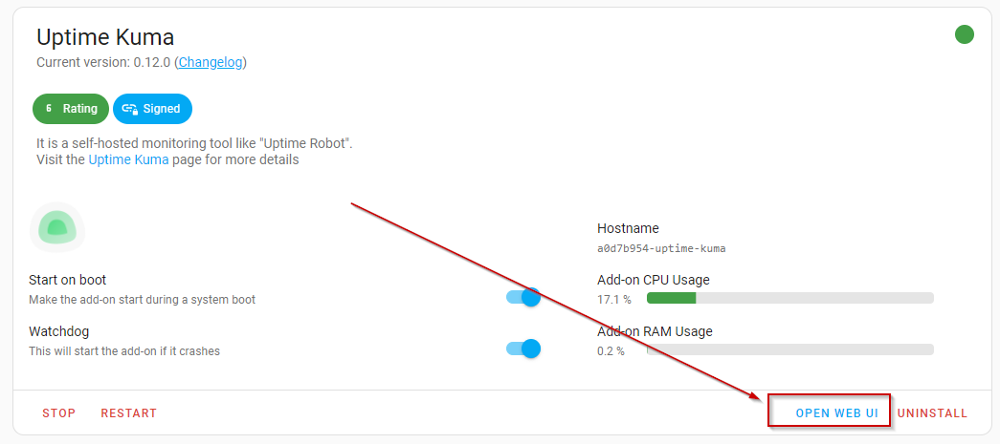 Uptime Kuma
Current version: 0.12.0 (Changelog)
6 Rating
Signed
It is a self-hosted monitoring tool like "Uptime Robot".
Visit the Uptime Kuma page for more details
Hostname
a0d7b954-uptime-kuma
Start on boot
Make the add-on start during a system boot
Add-on CPU Usage
17.1 %
Watchdog
This will start the add-on if it crashes
Add-on RAM Usage
0.2 %
STOP
RESTART
OPEN WEB UI
UNINSTALL